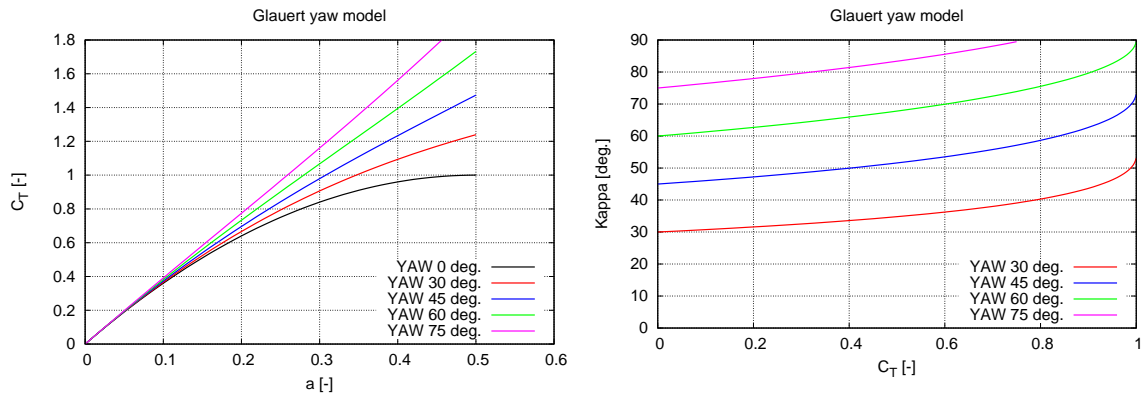 Glauert yaw model
1.8
1.6
1.4
1.2
1
0.8
0.6
0.4
0.2
0
C_T [-]
YAW 0 deg.
YAW 30 deg.
YAW 45 deg.
YAW 60 deg.
YAW 75 deg.
0 0.1 0.2 0.3 0.4 0.5 0.6
a [-]
Glauert yaw model
90
80
70
60
50
40
30
20
10
0
Kappa [deg.]
YAW 30 deg.
YAW 45 deg.
YAW 60 deg.
YAW 75 deg.
0 0.2 0.4 0.6 0.8 1
C_T [-]